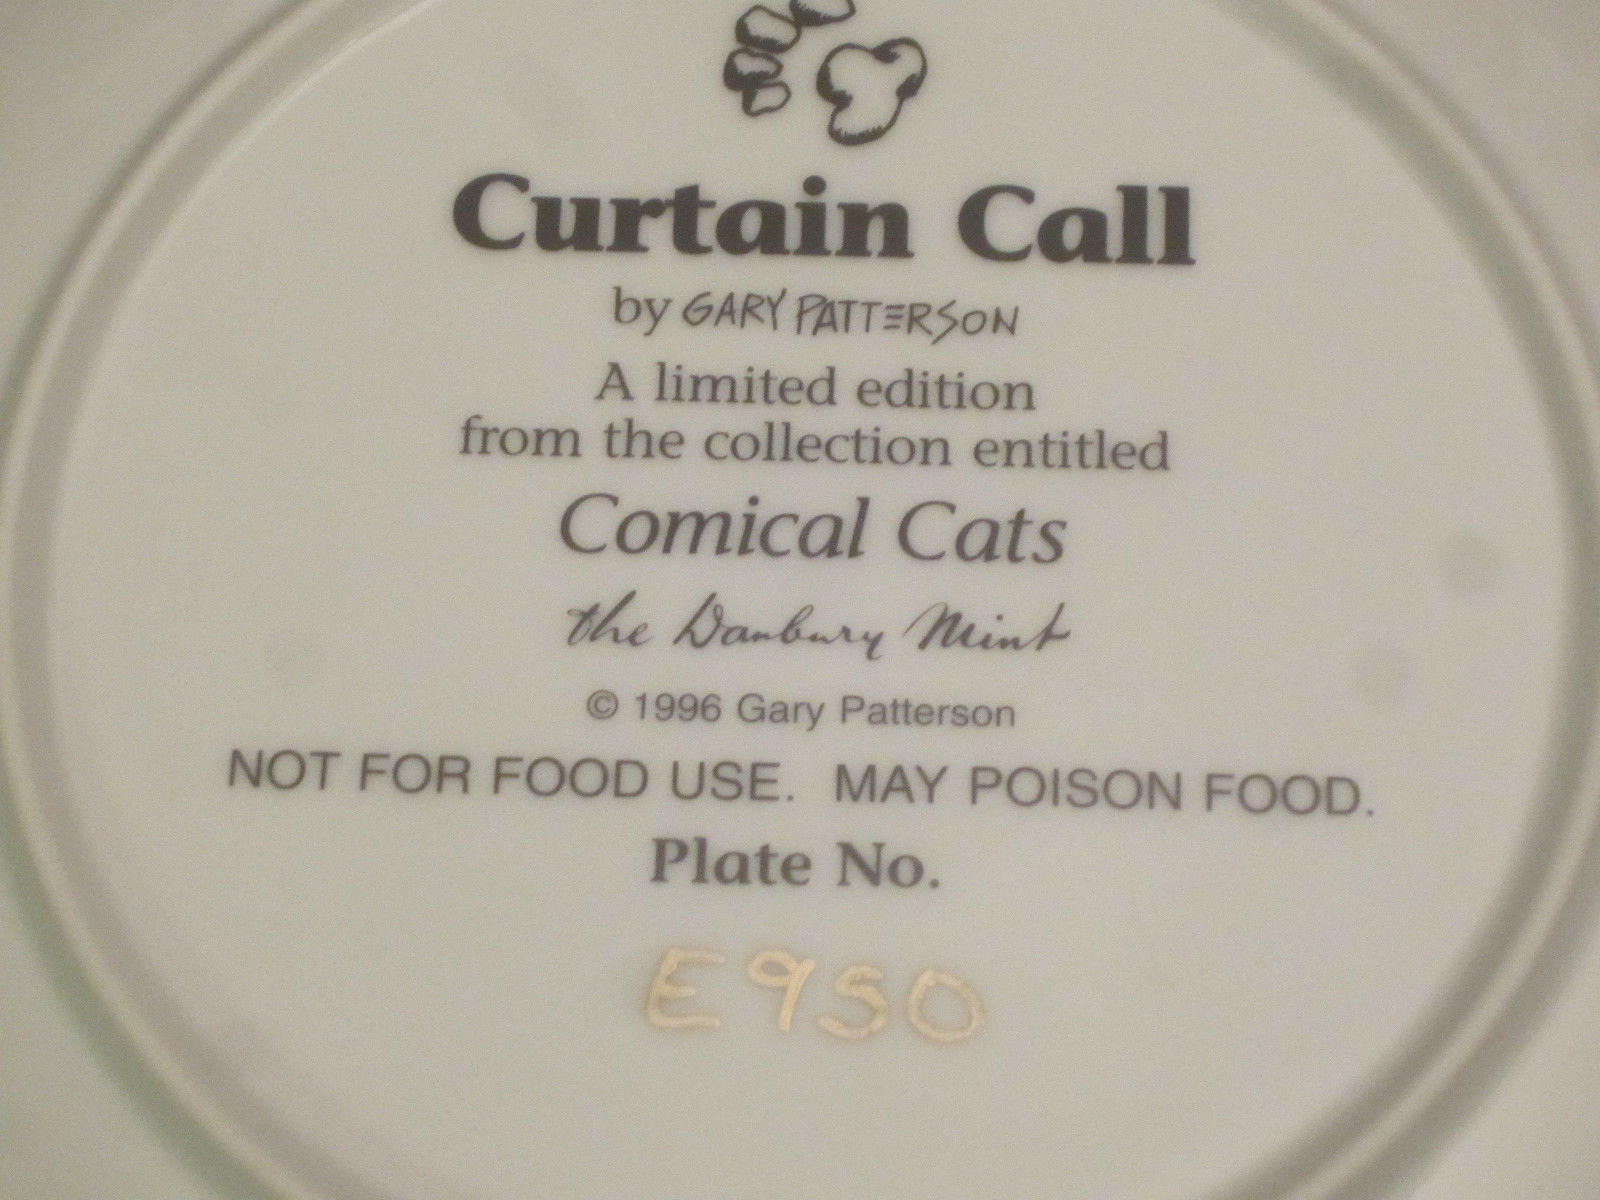 Curtain Call
by GARY PATTERSON
A limited edition
from the collection entitled
Comical Cats
the Danbury Mint
© 1996 Gary Patterson
NOT FOR FOOD USE. MAY POISON FOOD.
Plate No.
E950